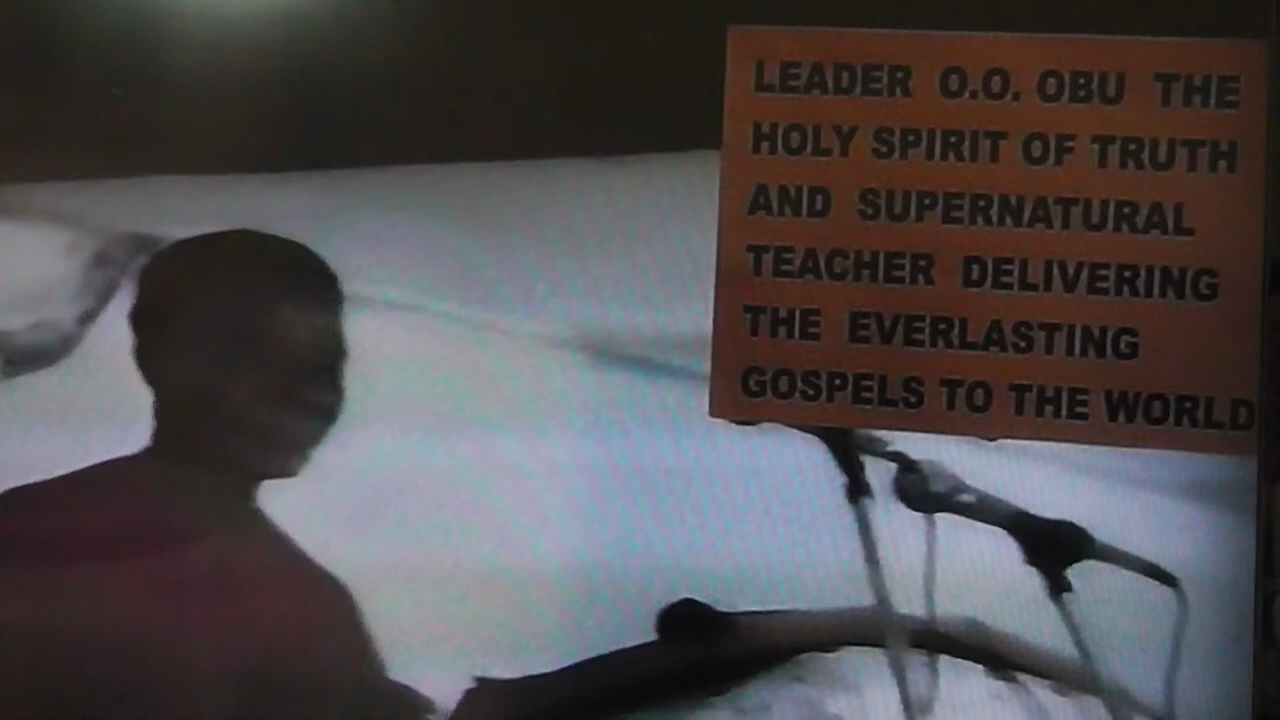 LEADER O.O. OBU THE
HOLY SPIRIT OF TRUTH
AND SUPERNATURAL
TEACHER DELIVERING
THE EVERLASTING
GOSPELS TO THE WORLD